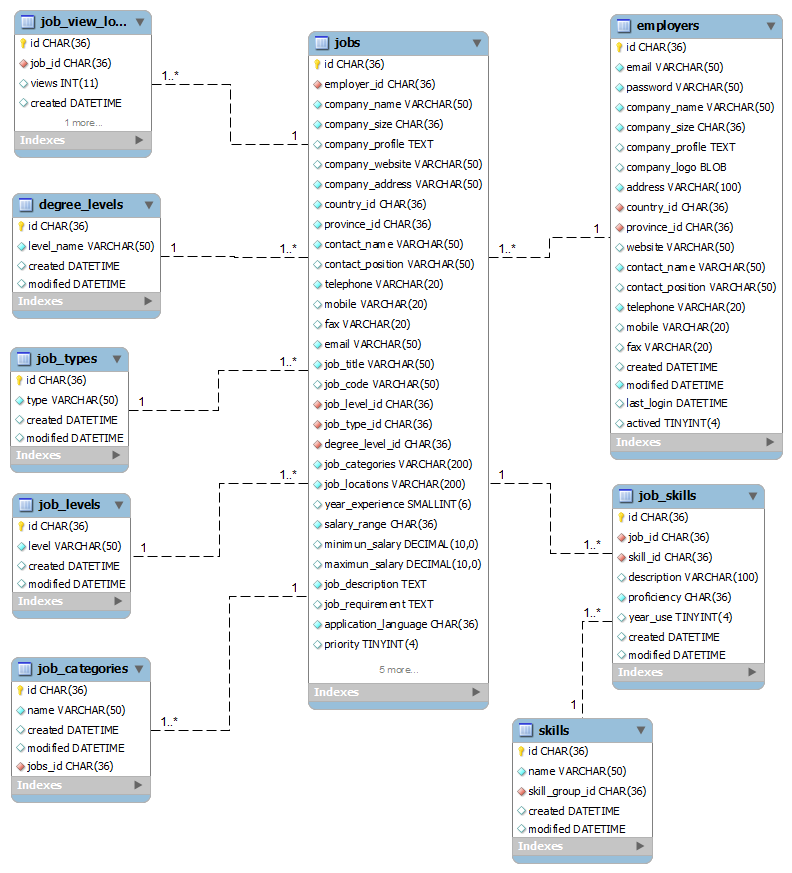 job_view_lo...
id CHAR(36)
job_id CHAR(36)
views INT(11)
created DATETIME
1 more...
Indexes
degree_levels
id CHAR(36)
level_name VARCHAR(50)
created DATETIME
modified DATETIME
Indexes
job_types
id CHAR(36)
type VARCHAR(50)
created DATETIME
modified DATETIME
Indexes
job_levels
id CHAR(36)
level VARCHAR(50)
created DATETIME
modified DATETIME
Indexes
job_categories
id CHAR(36)
name VARCHAR(50)
created DATETIME
modified DATETIME
jobs_id CHAR(36)
Indexes
1..*
1
1
1..*
1
1..*
1
1..*
1..*
1
jobs
id CHAR(36)
employer_id CHAR(36)
company_name VARCHAR(50)
company_size CHAR(36)
company_profile TEXT
company_website VARCHAR(50)
company_address VARCHAR(50)
country_id CHAR(36)
province_id CHAR(36)
contact_name VARCHAR(50)
contact_position VARCHAR(50)
telephone VARCHAR(20)
mobile VARCHAR(20)
fax VARCHAR(20)
email VARCHAR(50)
job_title VARCHAR(50)
job_code VARCHAR(50)
job_level_id CHAR(36)
job_type_id CHAR(36)
degree_level_id CHAR(36)
job_categories VARCHAR(200)
job_locations VARCHAR(200)
year_experience SMALLINT(6)
salary_range CHAR(36)
minimun_salary DECIMAL(10,0)
maximun_salary DECIMAL(10,0)
job_description TEXT
job_requirement TEXT
application_language CHAR(36)
priority TINYINT(4)
5 more...
Indexes
1..*
1
1
1..*
employers
id CHAR(36)
email VARCHAR(50)
password VARCHAR(50)
company_name VARCHAR(50)
company_size CHAR(36)
company_profile TEXT
company_logo BLOB
address VARCHAR(100)
country_id CHAR(36)
province_id CHAR(36)
website VARCHAR(50)
contact_name VARCHAR(50)
contact_position VARCHAR(50)
telephone VARCHAR(20)
mobile VARCHAR(20)
fax VARCHAR(20)
created DATETIME
modified DATETIME
last_login DATETIME
actived TINYINT(4)
Indexes
job_skills
id CHAR(36)
job_id CHAR(36)
skill_id CHAR(36)
description VARCHAR(100)
proficiency CHAR(36)
year_use TINYINT(4)
created DATETIME
modified DATETIME
Indexes
1..*
1
skills
id CHAR(36)
name VARCHAR(50)
skill_group_id CHAR(36)
created DATETIME
modified DATETIME
Indexes